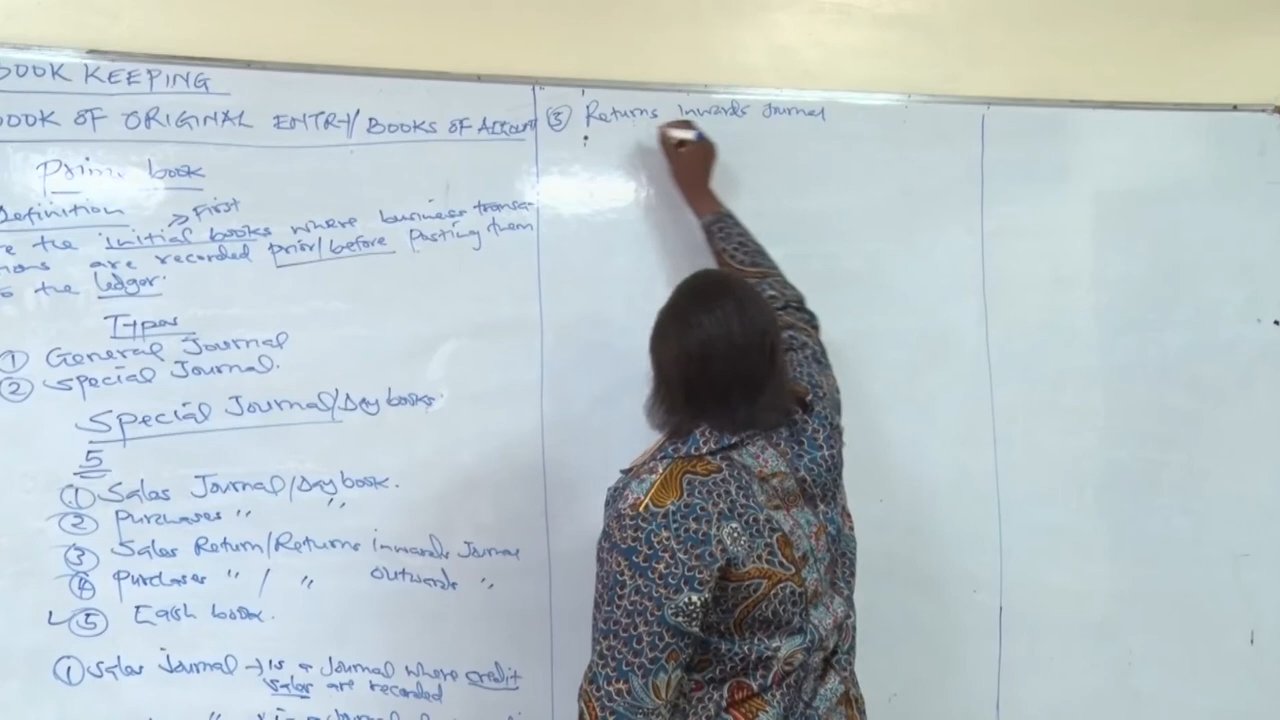 BOOK KEEPING
BOOK OF ORIGINAL ENTRY/ BOOKS OF Account
Prim. book
Definition
→ First
the initial books where business transa-
are recorded prior/before Posting them
the ledger.
Types
① General Journal
② Special Journal.
Special Journal/Day books.
5
① Sales Journal/Day book.
② Purchases " "
③ Sales Return/Returns inwards Journal
④ Purchases " / " Outwards "
⑤ Cash book.
① Sales Journal → is a Journal where credit
sales are recorded
③ Returns inwards Journal